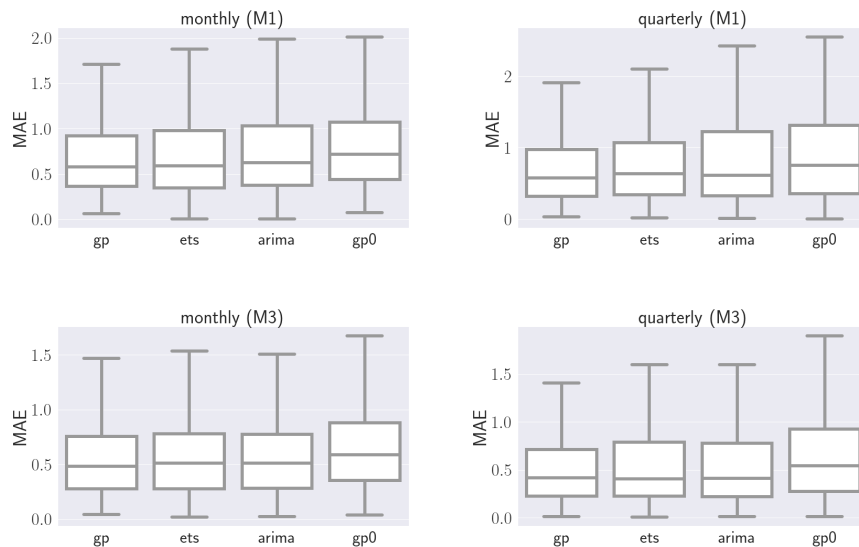 monthly (M1)
2.0
1.5
1.0
0.5
0.0
MAE
gp ets arima gp0
quarterly (M1)
2
1
0
MAE
gp ets arima gp0
monthly (M3)
1.5
1.0
0.5
0.0
MAE
gp ets arima gp0
quarterly (M3)
1.5
1.0
0.5
0.0
MAE
gp ets arima gp0